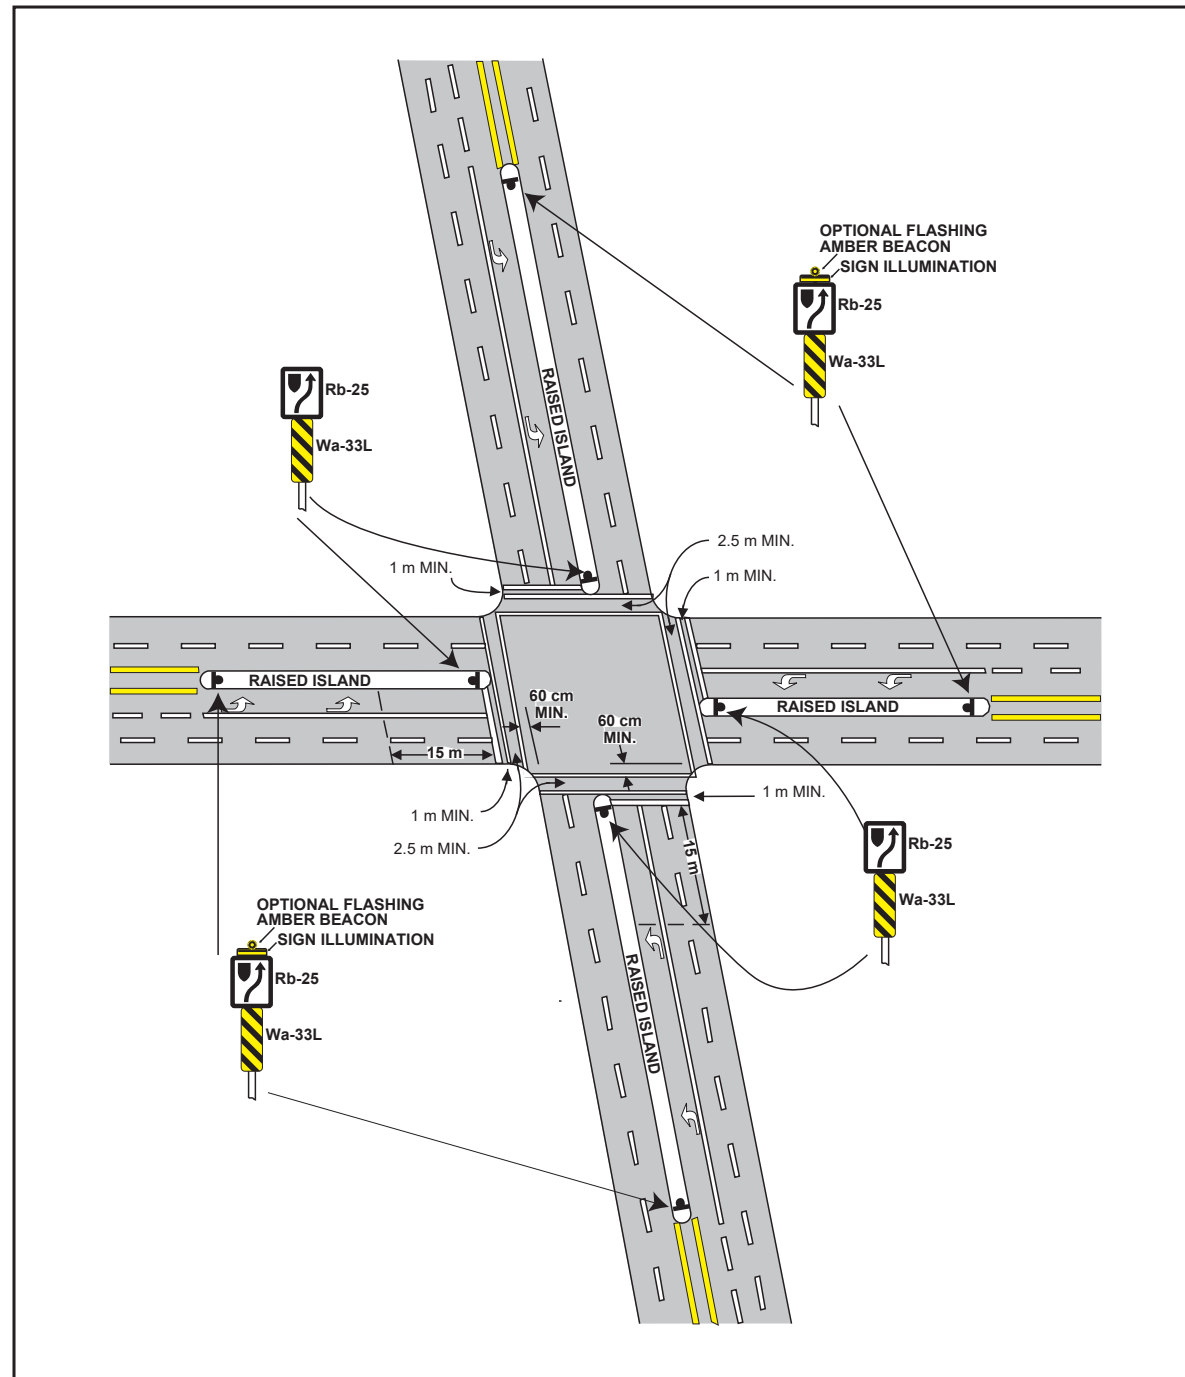 OPTIONAL FLASHING
AMBER BEACON
SIGN ILLUMINATION
Rb-25
Wa-33L
Rb-25
Wa-33L
RAISED ISLAND
2.5 m MIN.
1 m MIN.
1 m MIN.
RAISED ISLAND
RAISED ISLAND
60 cm
MIN.
60 cm
MIN.
15 m
1 m MIN.
1 m MIN.
2.5 m MIN.
15 m
Rb-25
Wa-33L
OPTIONAL FLASHING
AMBER BEACON
SIGN ILLUMINATION
Rb-25
Wa-33L
RAISED ISLAND